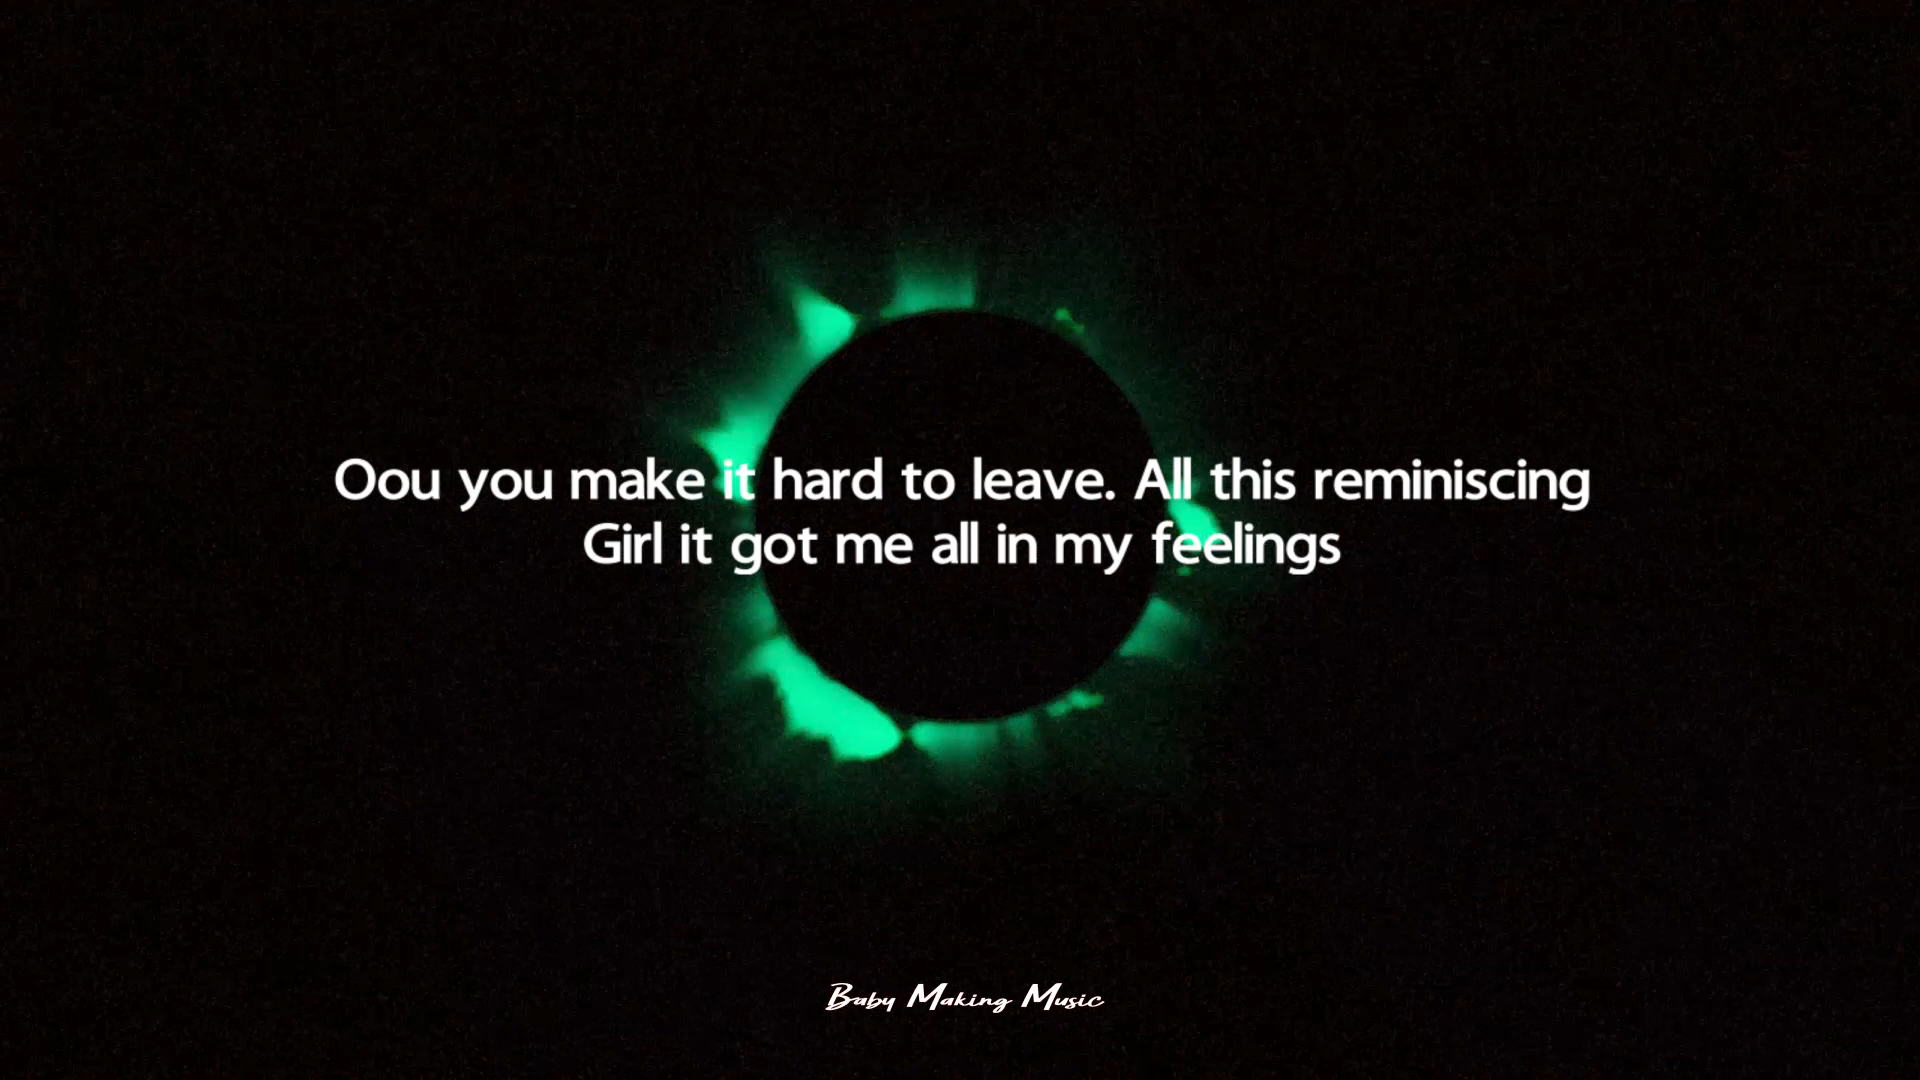 Oou you make it hard to leave. All this reminiscing
Girl it got me all in my feelings
Baby Making Music